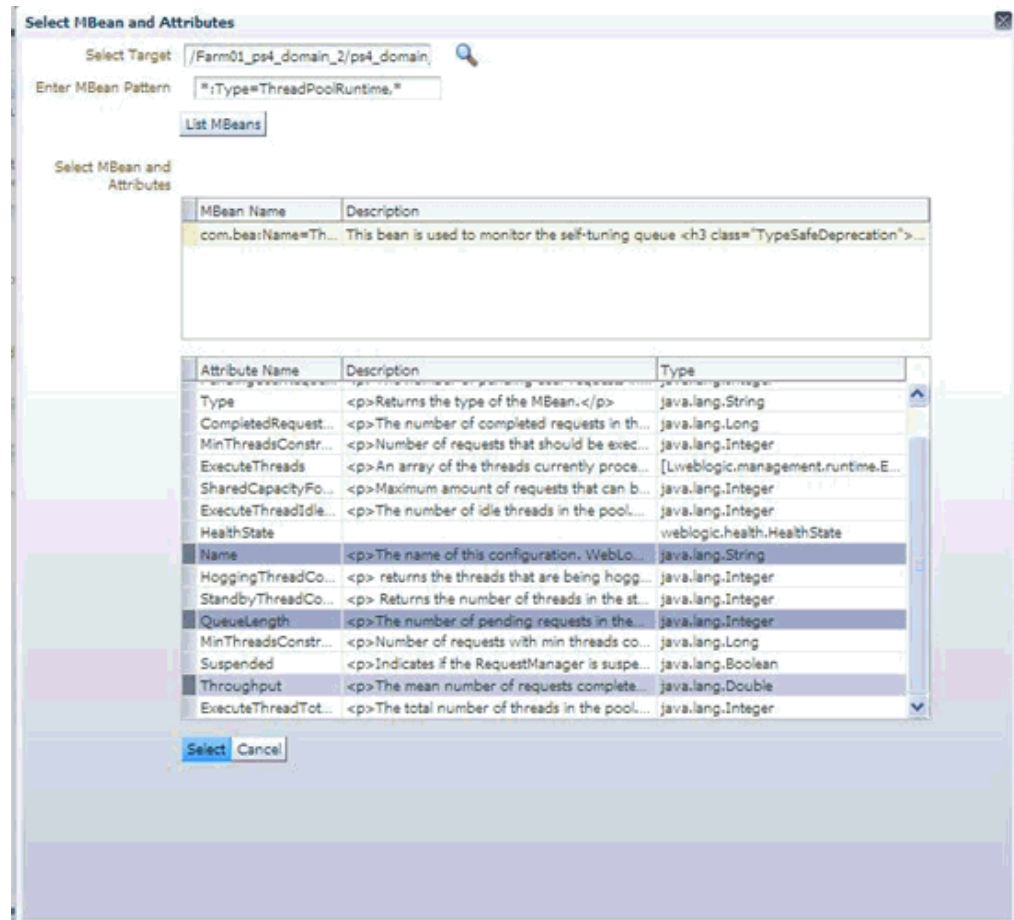 Select MBean and Attributes
Select Target /Farm01_ps4_domain_2/ps4_domain
Enter MBean Pattern *:Type=ThreadPoolRuntime,*
List MBeans
Select MBean and
Attributes
MBean Name Description
com.bea:Name=Th... This bean is used to monitor the self-tuning queue <h3 class="TypeSafeDeprecation">...
Attribute Name Description Type
Type <p>Returns the type of the MBean.</p> java.lang.String
CompletedRequest... <p>The number of completed requests in th... java.lang.Long
MinThreadsConstr... <p>Number of requests that should be exec... java.lang.Integer
ExecuteThreads <p>An array of the threads currently proce... [Lweblogic.management.runtime.E...
SharedCapacityFo... <p>Maximum amount of requests that can b... java.lang.Integer
ExecuteThreadIdle... <p>The number of idle threads in the pool.... java.lang.Integer
HealthState weblogic.health.HealthState
Name <p>The name of this configuration. WebLo... java.lang.String
HoggingThreadCo... <p> returns the threads that are being hogg... java.lang.Integer
StandbyThreadCo... <p> Returns the number of threads in the st... java.lang.Integer
QueueLength <p>The number of pending requests in the... java.lang.Integer
MinThreadsConstr... <p>Number of requests with min threads co... java.lang.Long
Suspended <p>Indicates if the RequestManager is suspe... java.lang.Boolean
Throughput <p>The mean number of requests complete... java.lang.Double
ExecuteThreadTot... <p>The total number of threads in the pool.... java.lang.Integer
Select Cancel